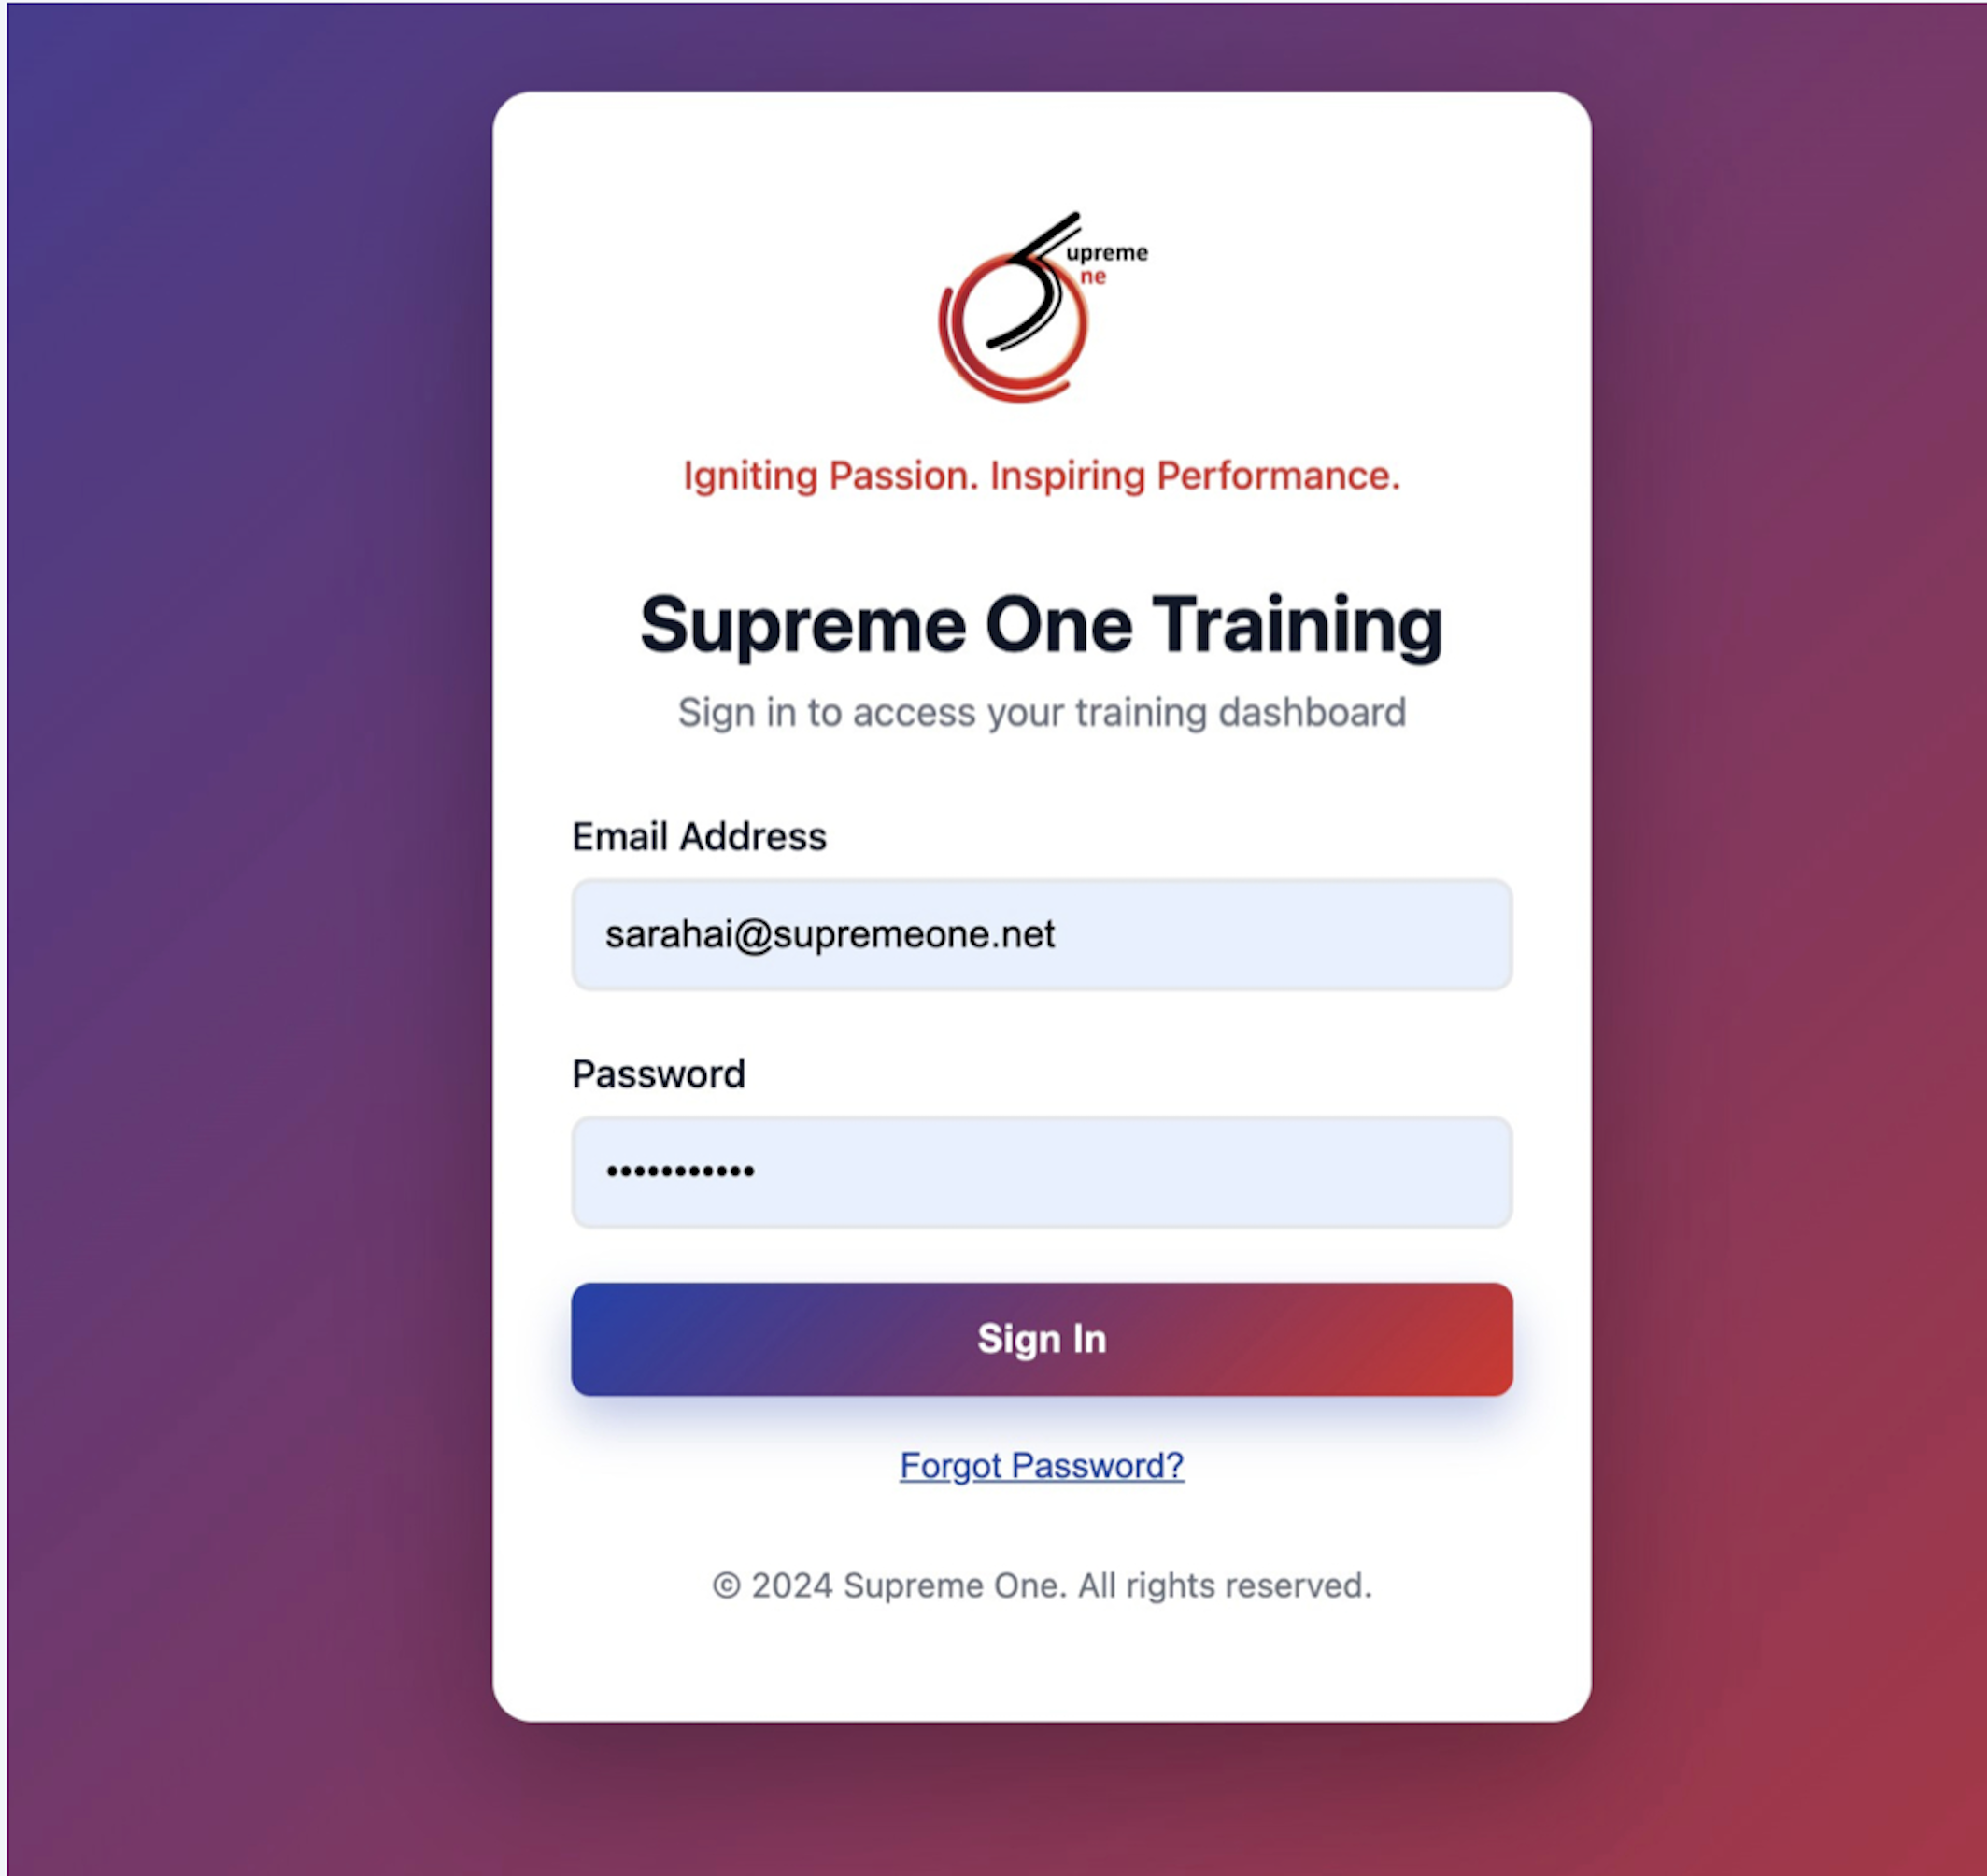 upreme
ne
Igniting Passion. Inspiring Performance.
Supreme One Training
Sign in to access your training dashboard
Email Address
sarahai@supremeone.net
Password
•••••••••••
Sign In
Forgot Password?
© 2024 Supreme One. All rights reserved.